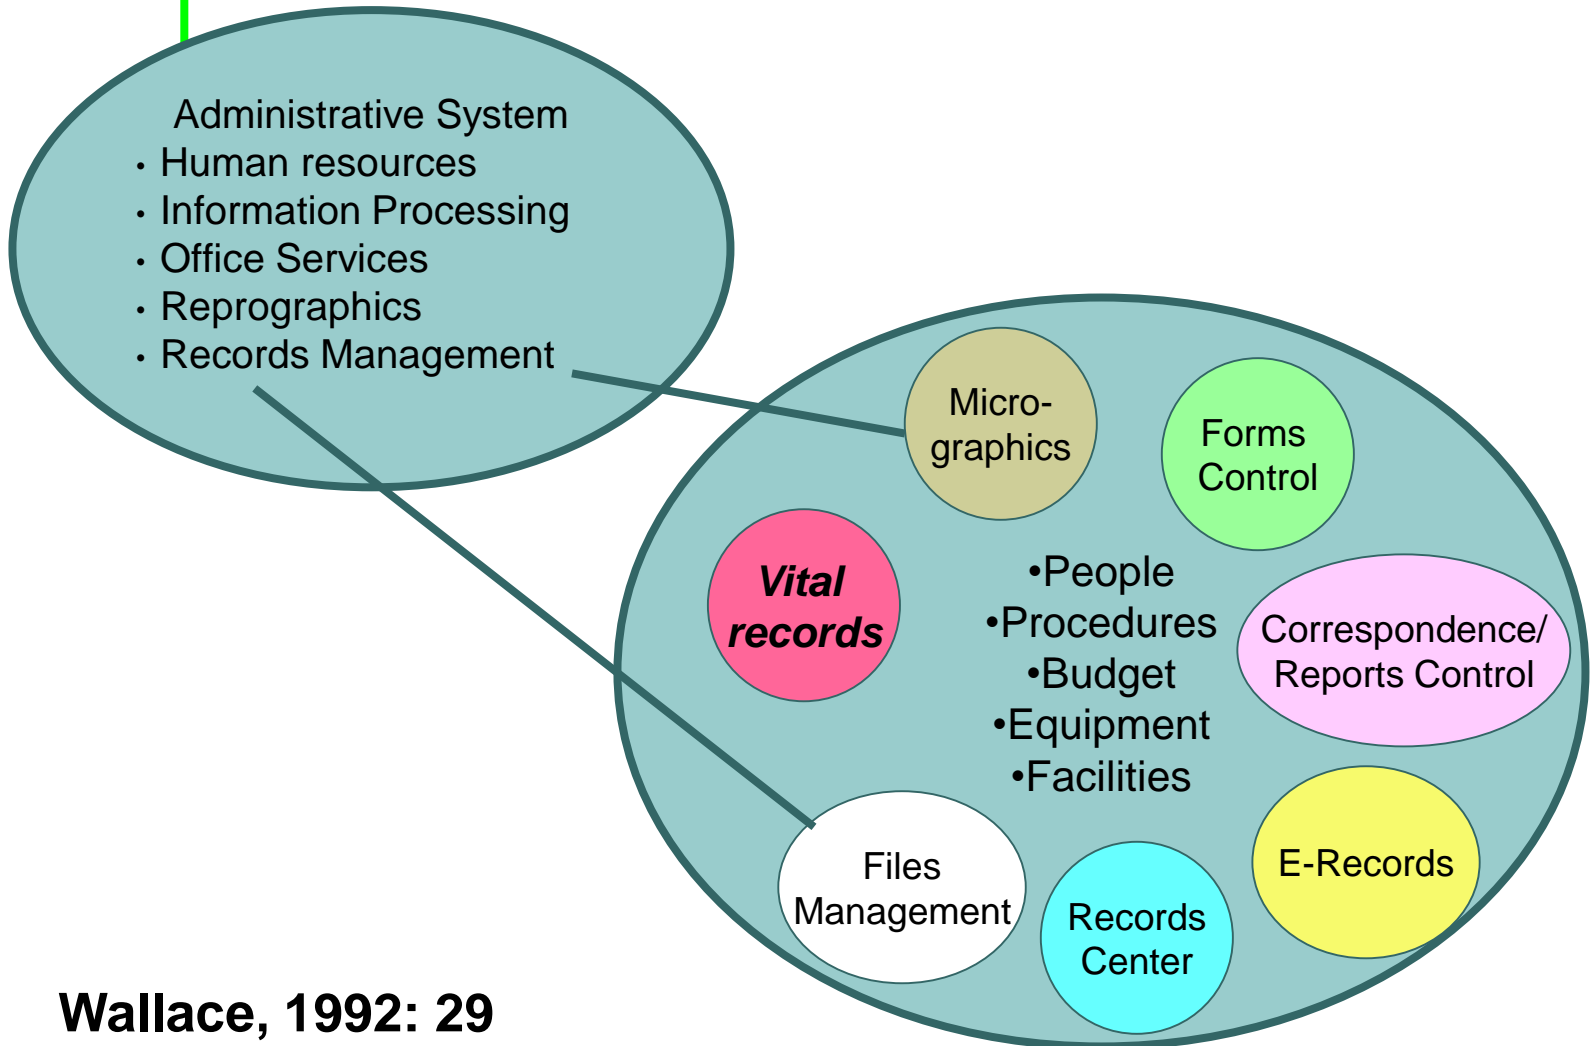 Administrative System
• Human resources
• Information Processing
• Office Services
• Reprographics
• Records Management
Micro-
graphics
Forms
Control
Vital
records
•People
•Procedures
•Budget
•Equipment
•Facilities
Correspondence/
Reports Control
Files
Management
Records
Center
E-Records
Wallace, 1992: 29